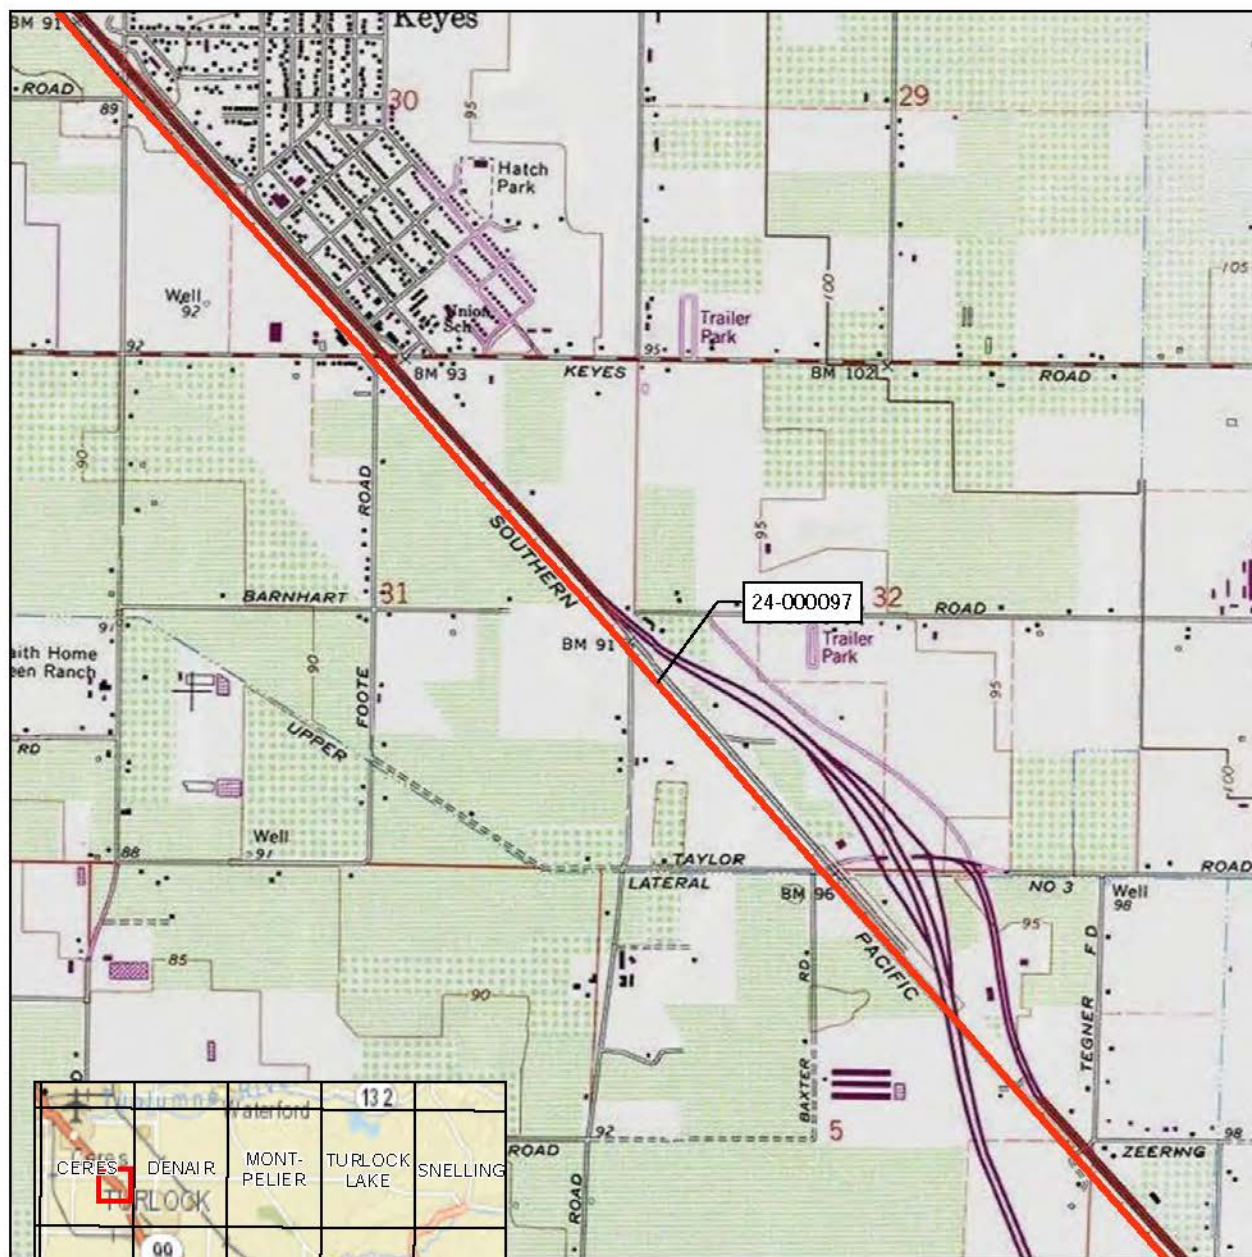 BM 91
Keyes
ROAD
89
30
95
29
Hatch
Park
Well
92
Union
Sch
Trailer
Park
100
105
92
BM 93
KEYES
95
BM 102
ROAD
90
ROAD
SOUTHERN
95
BARNHART
31
24-000097
32
ROAD
91
BM 91
Trailer
Park
aith Home
een Ranch
90
FOOTE
95
UPPER
RD
100
Well
91
88
TAYLOR
ROAD
LATERAL
BM 96
NO 3
Well
98
95
85
90
PACIFIC
RD
BAXTER
TEGNER
5
92
ROAD
ROAD
ZEERING
98
D
Waterford
132
CERES
Ceres
DENAIR
MONT-
PELIER
TURLOCK
LAKE
SNELLING
TURLOCK
99